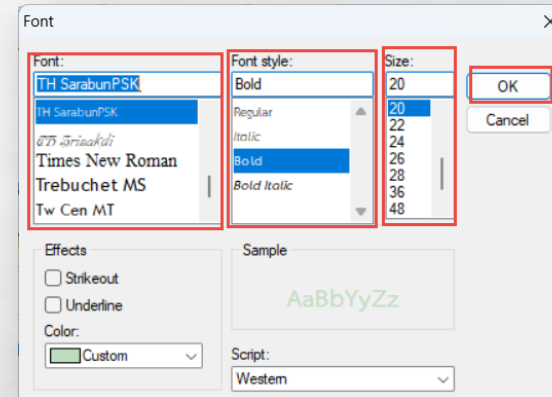 Font
Font:
TH SarabunPSK
TH SarabunPSK
TH Srisakdi
Times New Roman
Trebuchet MS
Tw Cen MT
Font style:
Bold
Regular
Italic
Bold
Bold Italic
Size:
20
20
22
24
26
28
36
48
OK
Cancel
Effects
Strikeout
Underline
Color:
Custom
Sample
AaBbYyZz
Script:
Western